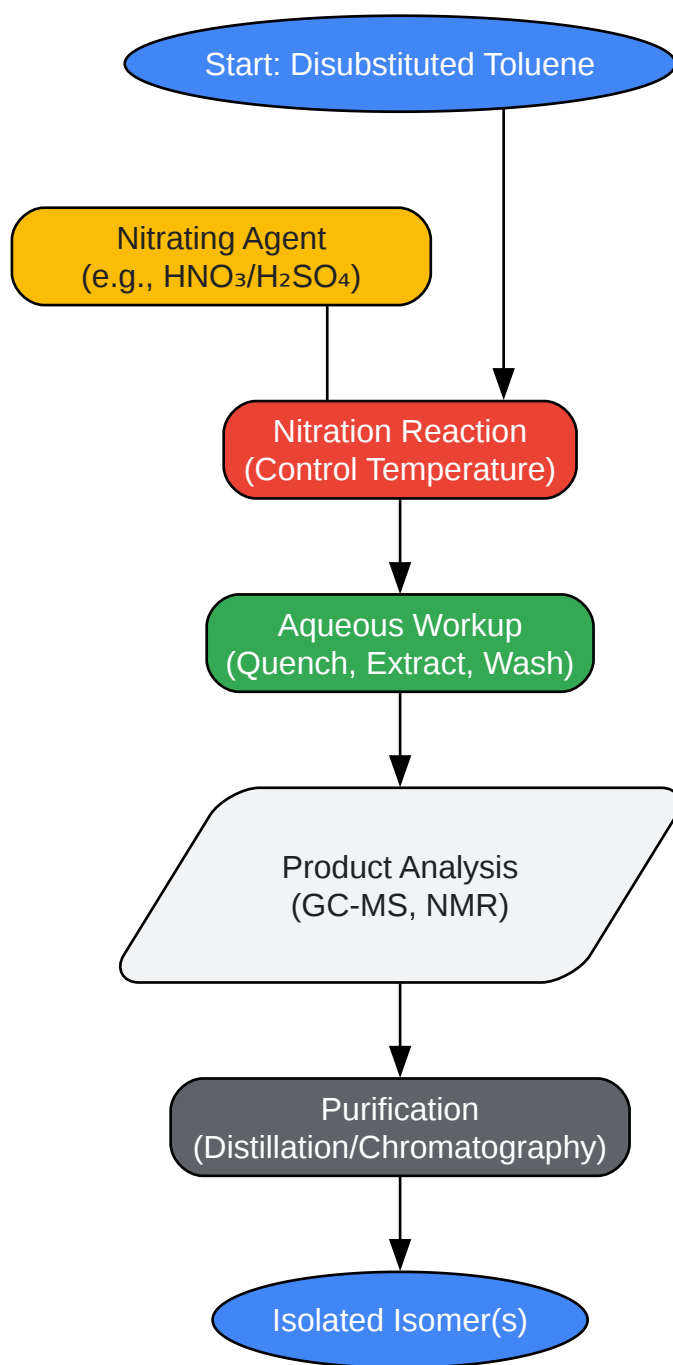 Start: Disubstituted Toluene
Nitrating Agent
(e.g., HNO₃/H₂SO₄)
Nitration Reaction
(Control Temperature)
Aqueous Workup
(Quench, Extract, Wash)
Product Analysis
(GC-MS, NMR)
Purification
(Distillation/Chromatography)
Isolated Isomer(s)